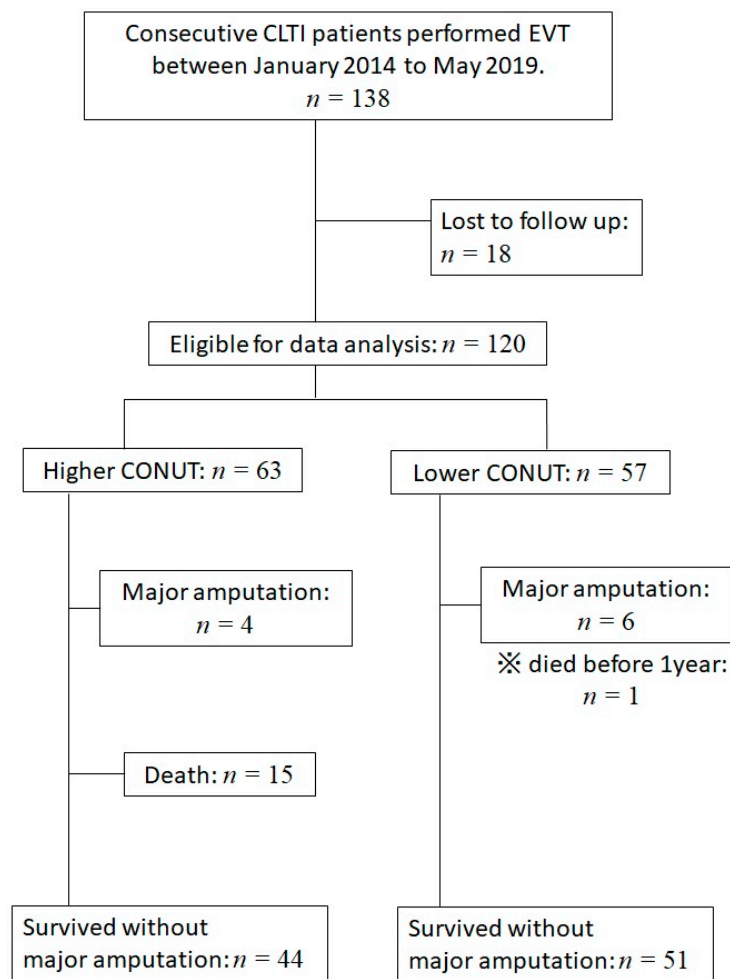 Consecutive CLTI patients performed EVT
between January 2014 to May 2019.
n = 138
Lost to follow up:
n = 18
Eligible for data analysis: n = 120
Higher CONUT: n = 63
Lower CONUT: n = 57
Major amputation:
n = 4
Major amputation:
n = 6
※ died before 1year:
n = 1
Death: n = 15
Survived without
major amputation: n = 44
Survived without
major amputation: n = 51